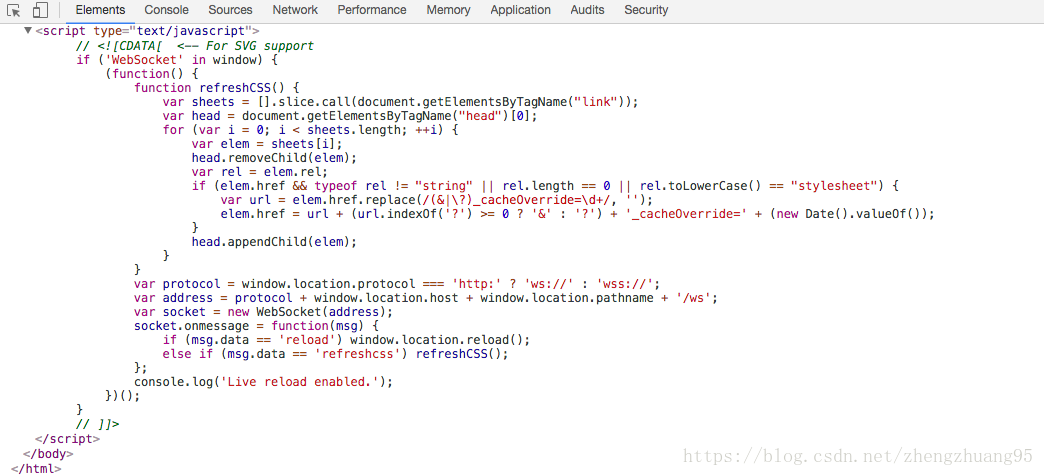 Elements Console Sources Network Performance Memory Application Audits Security
▼<script type="text/javascript">
// <![CDATA[  <-- For SVG support
if ('WebSocket' in window) {
(function() {
function refreshCSS() {
var sheets = [].slice.call(document.getElementsByTagName("link"));
var head = document.getElementsByTagName("head")[0];
for (var i = 0; i < sheets.length; ++i) {
var elem = sheets[i];
head.removeChild(elem);
var rel = elem.rel;
if (elem.href && typeof rel != "string" || rel.length == 0 || rel.toLowerCase() == "stylesheet") {
var url = elem.href.replace(/(&|\?)_cacheOverride=\d+/, '');
elem.href = url + (url.indexOf('?') >= 0 ? '&' : '?') + '_cacheOverride=' + (new Date().valueOf());
}
head.appendChild(elem);
}
}
var protocol = window.location.protocol === 'http:' ? 'ws://' : 'wss://';
var address = protocol + window.location.host + window.location.pathname + '/ws';
var socket = new WebSocket(address);
socket.onmessage = function(msg) {
if (msg.data == 'reload') window.location.reload();
else if (msg.data == 'refreshcss') refreshCSS();
};
console.log('Live reload enabled.');
})();
}
// ]]>
</script>
</body>
</html>
https://blog.csdn.net/zhengzhuang95